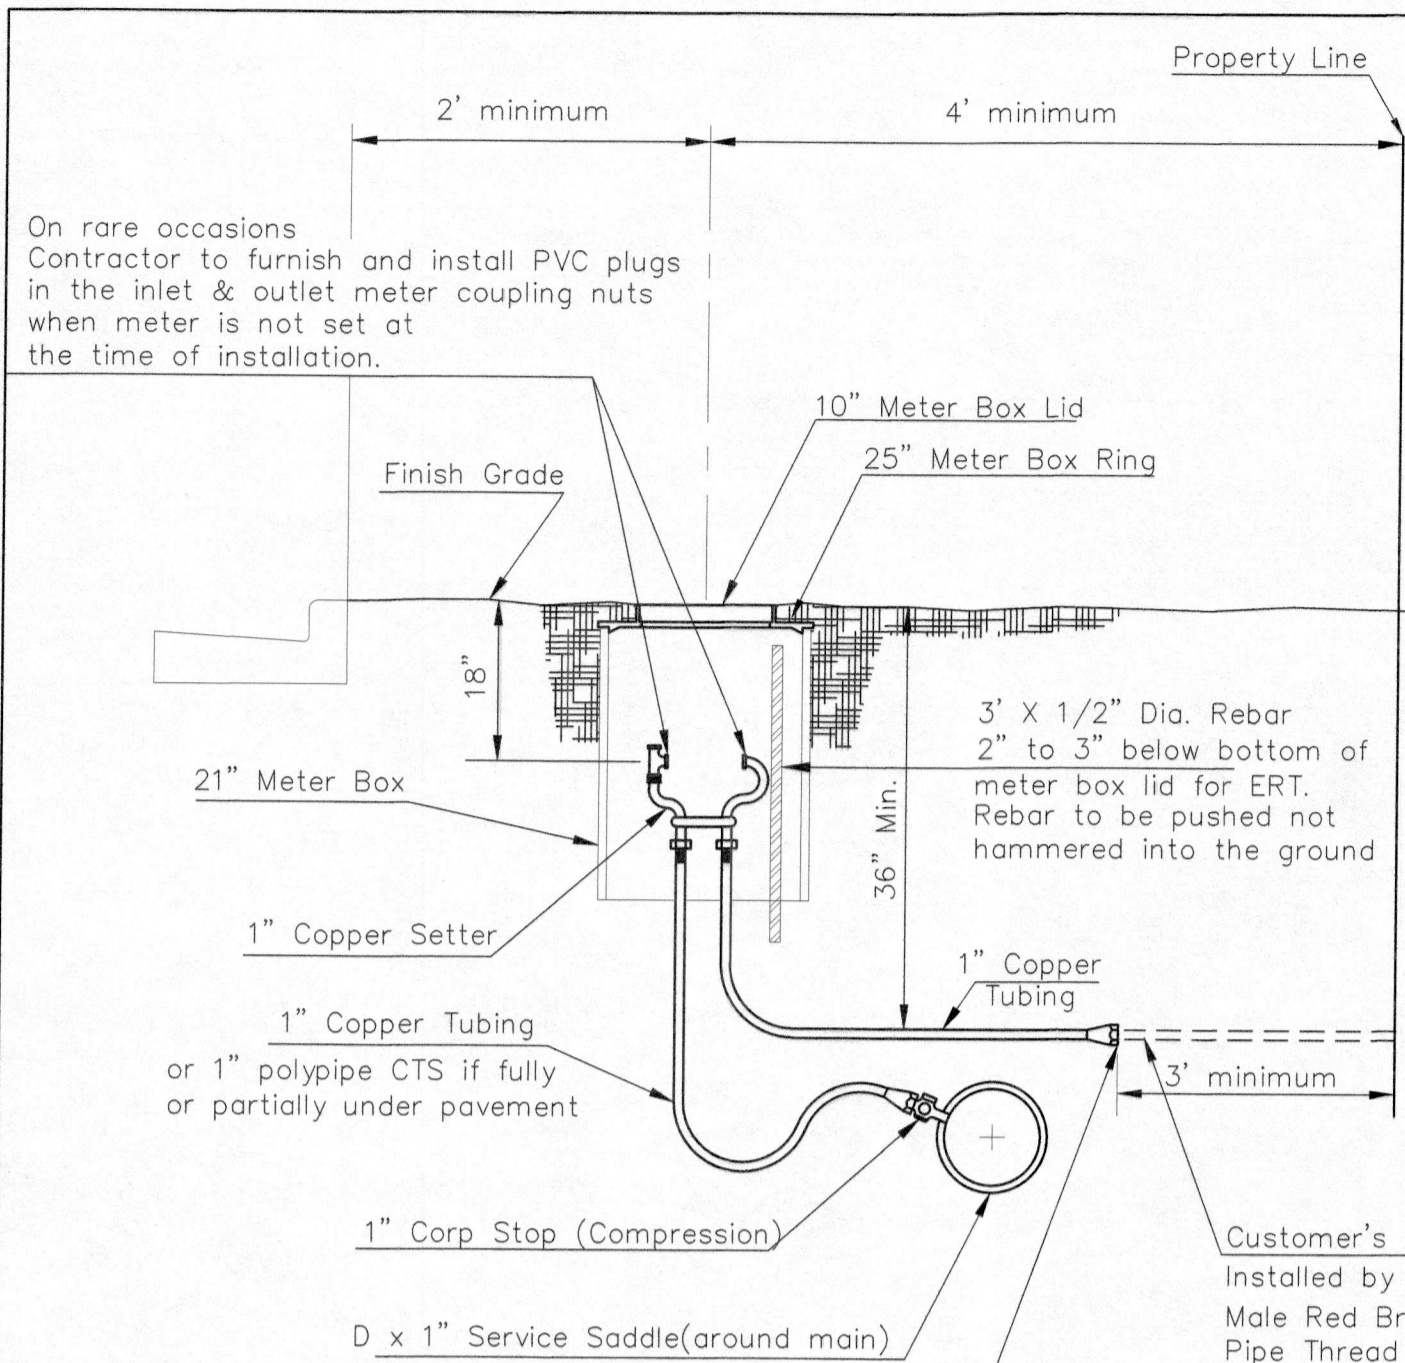 Property Line
2' minimum
4' minimum
On rare occasions
Contractor to furnish and install PVC plugs
in the inlet & outlet meter coupling nuts
when meter is not set at
the time of installation.
10” Meter Box Lid
25” Meter Box Ring
Finish Grade
18”
3' X 1/2” Dia. Rebar
2” to 3” below bottom of
meter box lid for ERT.
Rebar to be pushed not
hammered into the ground
21” Meter Box
36” Min.
1” Copper Setter
1” Copper
Tubing
1” Copper Tubing
or 1” polypipe CTS if fully
or partially under pavement
3' minimum
1” Corp Stop (Compression)
Customer's
Installed by
Male Red Br
Pipe Thread
D x 1” Service Saddle(around main)